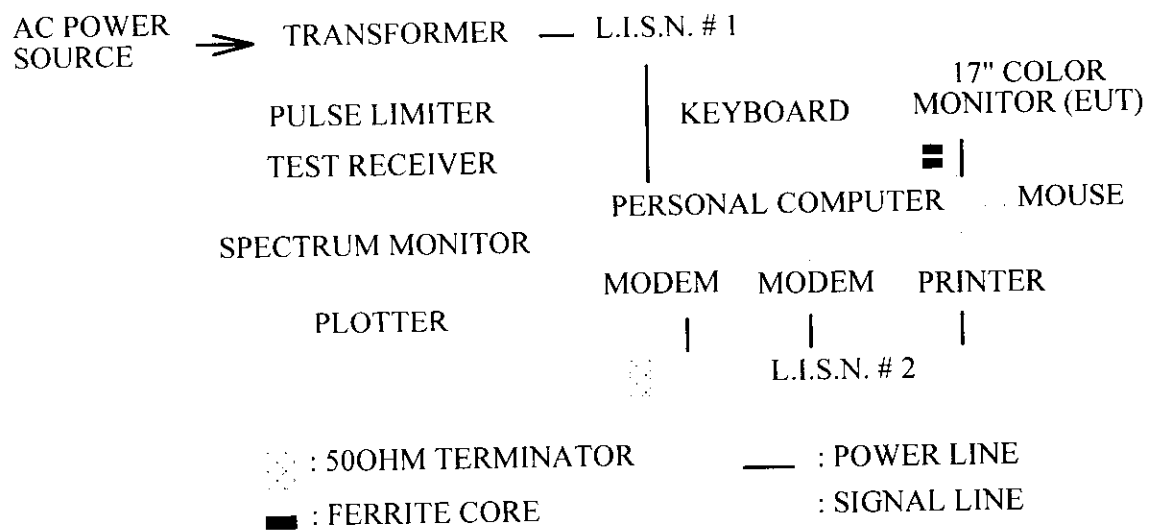 AC POWER
SOURCE
TRANSFORMER
L.I.S.N. # 1
17" COLOR
MONITOR (EUT)
PULSE LIMITER
KEYBOARD
TEST RECEIVER
PERSONAL COMPUTER
MOUSE
SPECTRUM MONITOR
MODEM
MODEM
PRINTER
PLOTTER
L.I.S.N. # 2
: 50OHM TERMINATOR
: POWER LINE
: FERRITE CORE
: SIGNAL LINE